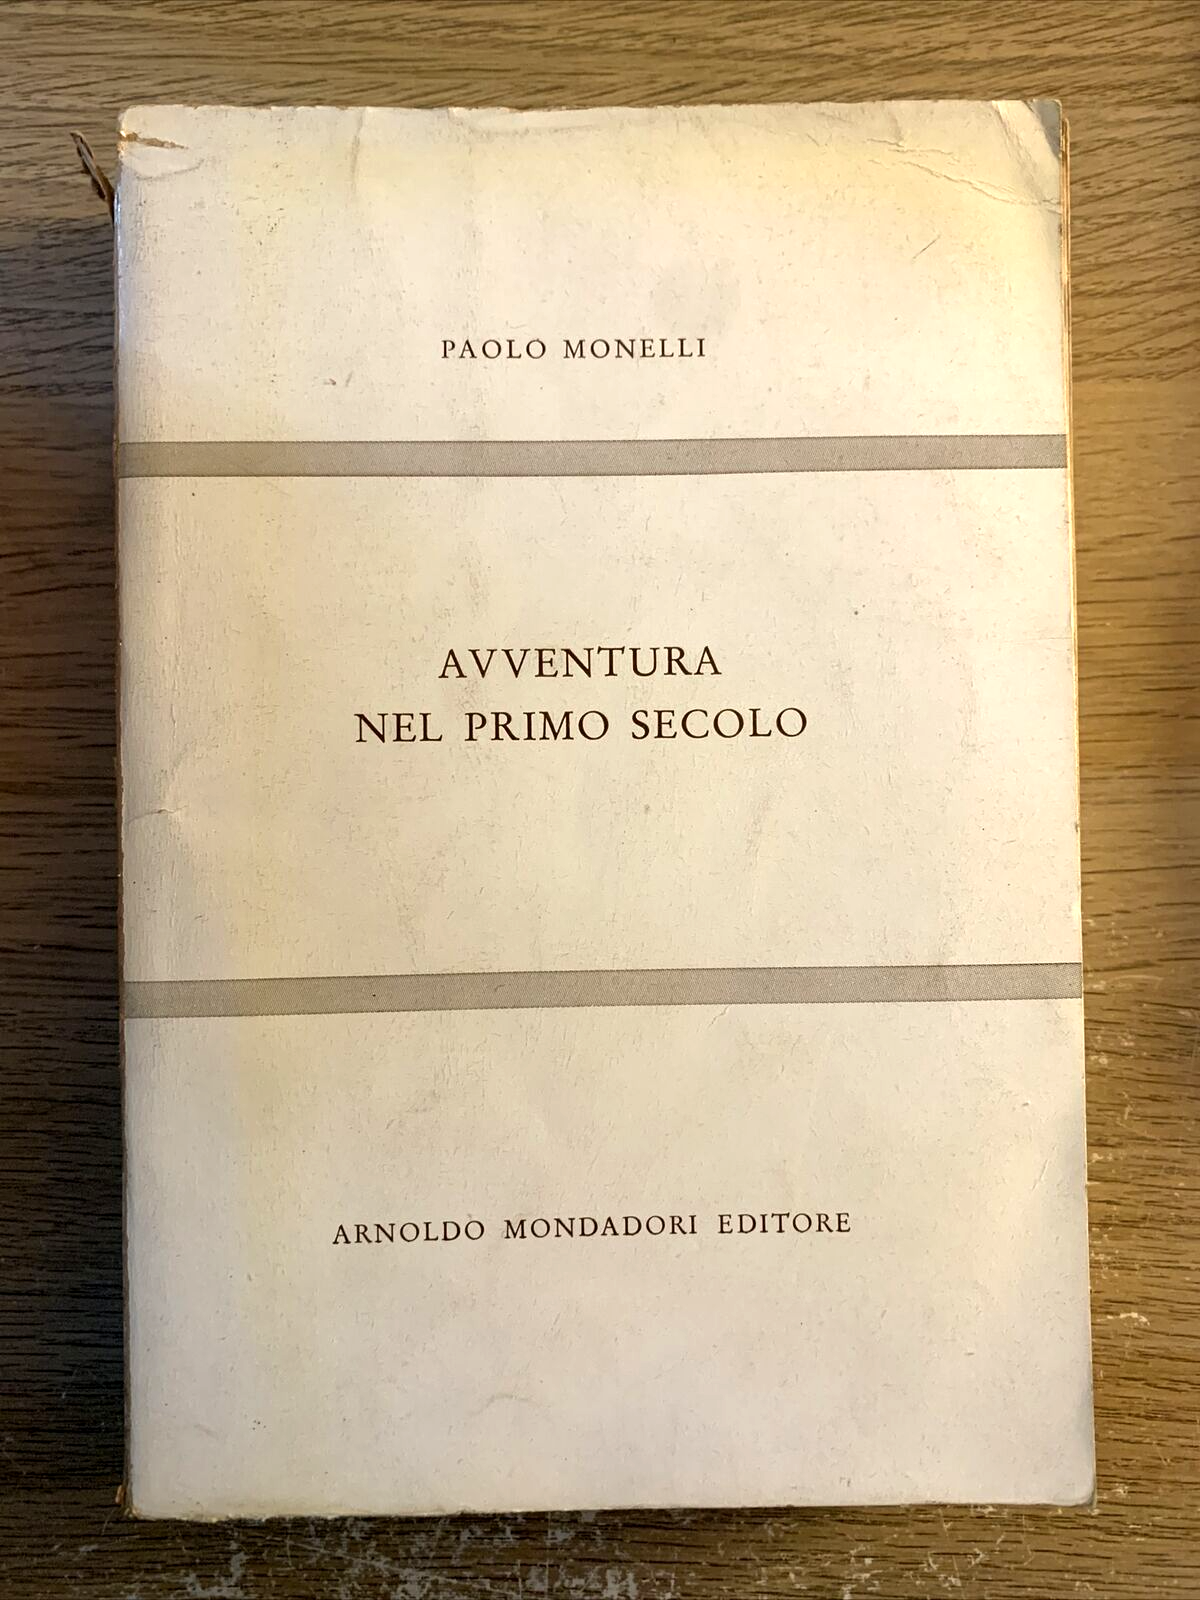 PAOLO MONELLI
AVVENTURA
NEL PRIMO SECOLO
ARNOLDO MONDADORI EDITORE